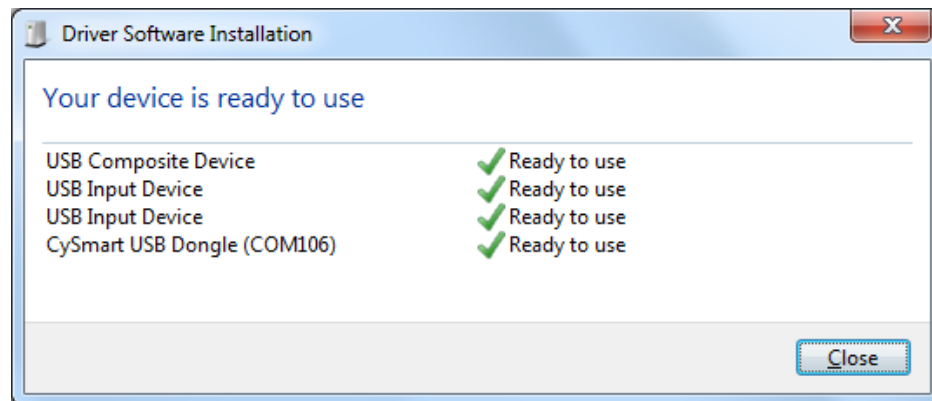 Driver Software Installation
Your device is ready to use
USB Composite Device Ready to use
USB Input Device Ready to use
USB Input Device Ready to use
CySmart USB Dongle (COM106) Ready to use
Close